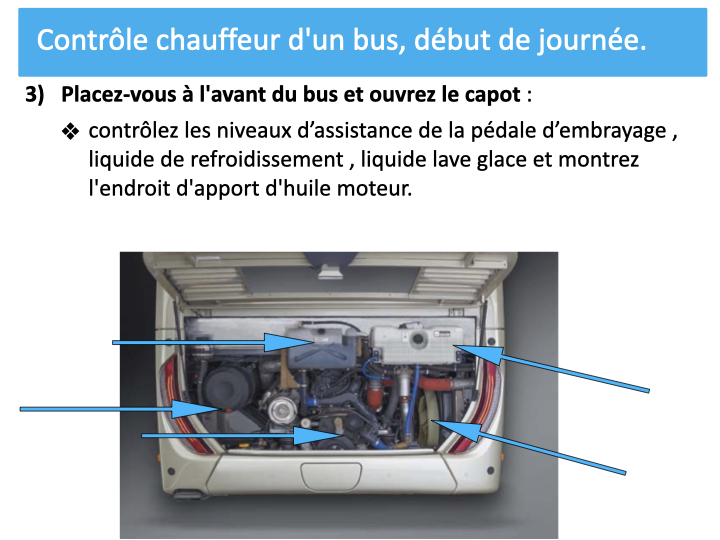 Contrôle chauffeur d'un bus, début de journée.
3) Placez-vous à l'avant du bus et ouvrez le capot :
❖ contrôlez les niveaux d’assistance de la pédale d’embrayage ,
liquide de refroidissement , liquide lave glace et montrez
l'endroit d'apport d'huile moteur.